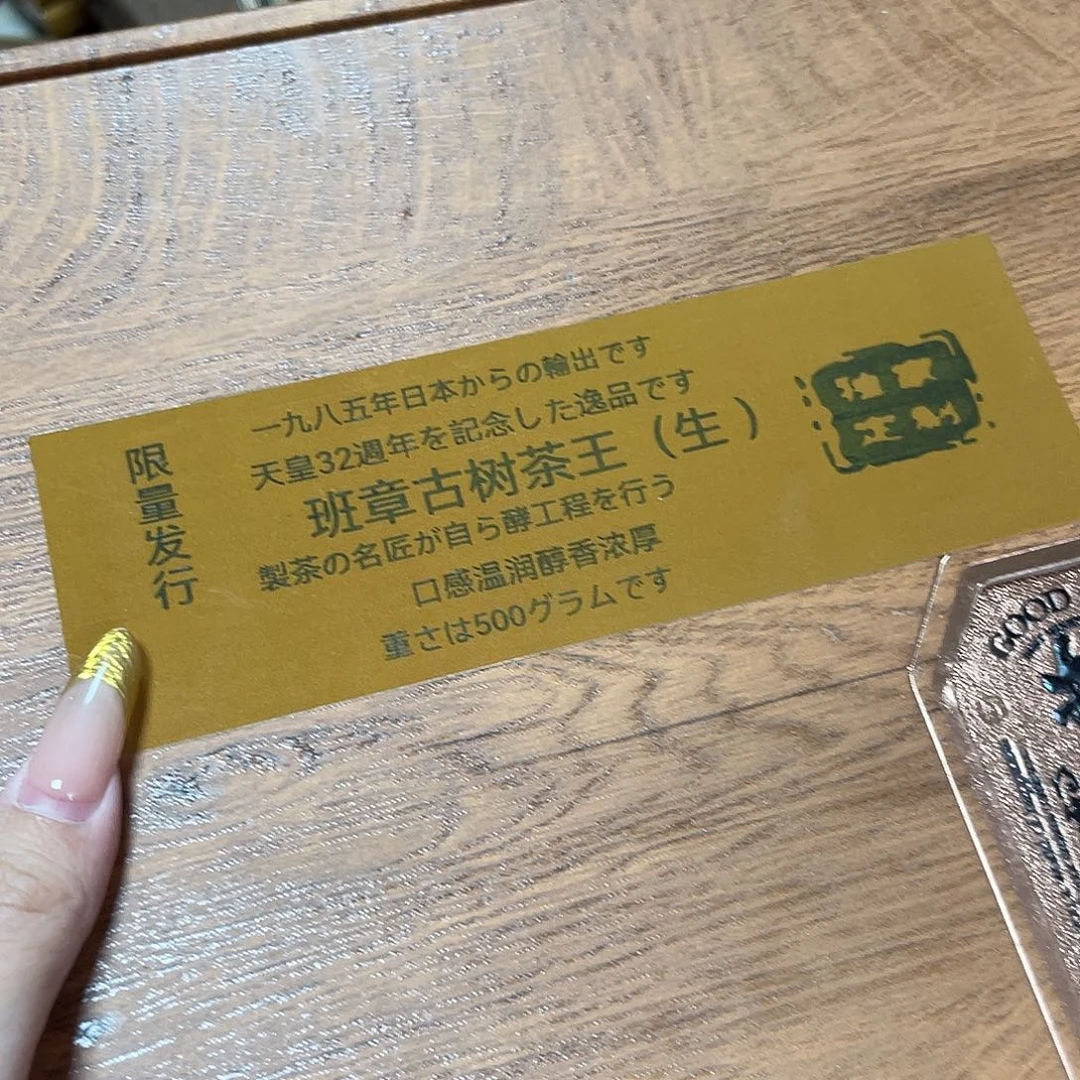 限量发行
一九八五年日本からの輸出です
天皇32週年を記念した逸品です
班章古树茶王（生）
製茶の名匠が自ら酵工程を行う
口感温润醇香浓厚
重さは500グラムです
GOOD